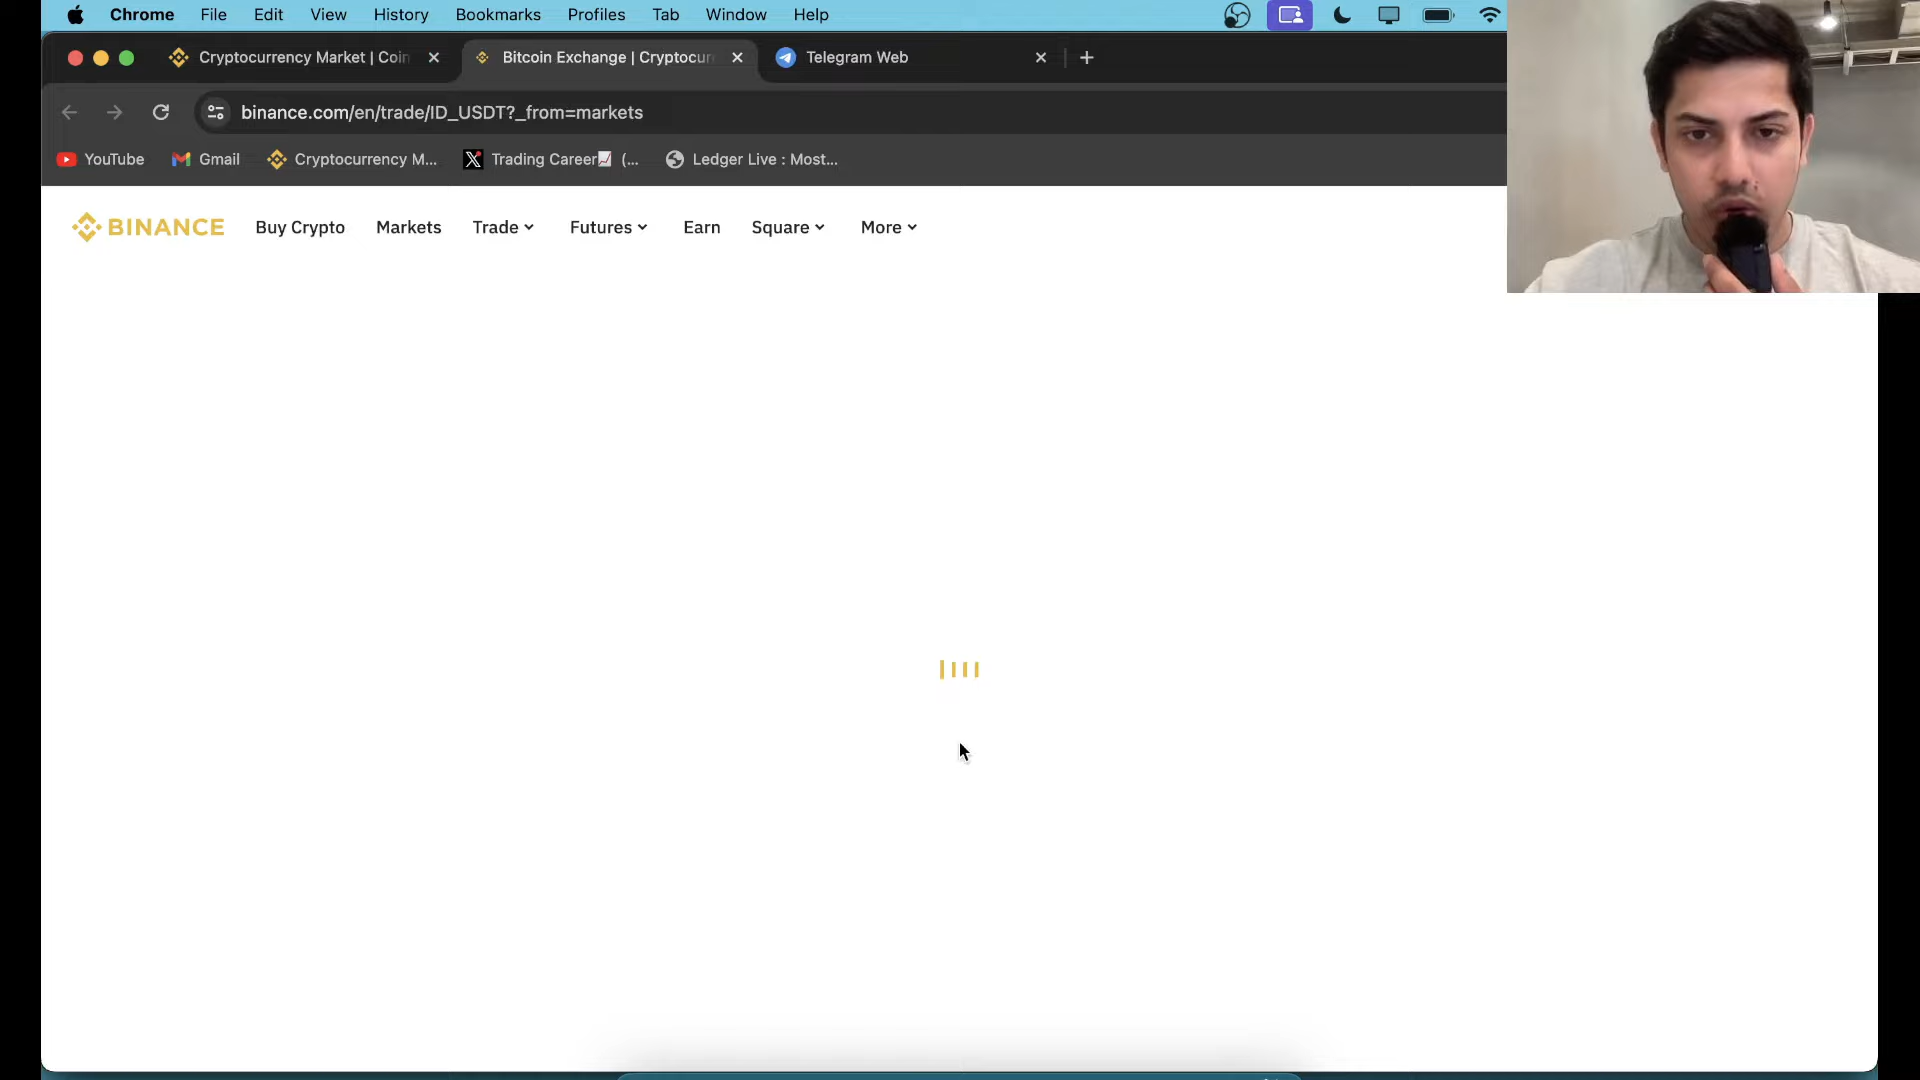 Chrome File Edit View History Bookmarks Profiles Tab Window Help
Cryptocurrency Market | Coin Bitcoin Exchange | Cryptocur Telegram Web
binance.com/en/trade/ID_USDT?_from=markets
YouTube Gmail Cryptocurrency M... Trading Career📈 (... Ledger Live : Most...
BINANCE Buy Crypto Markets Trade Futures Earn Square More